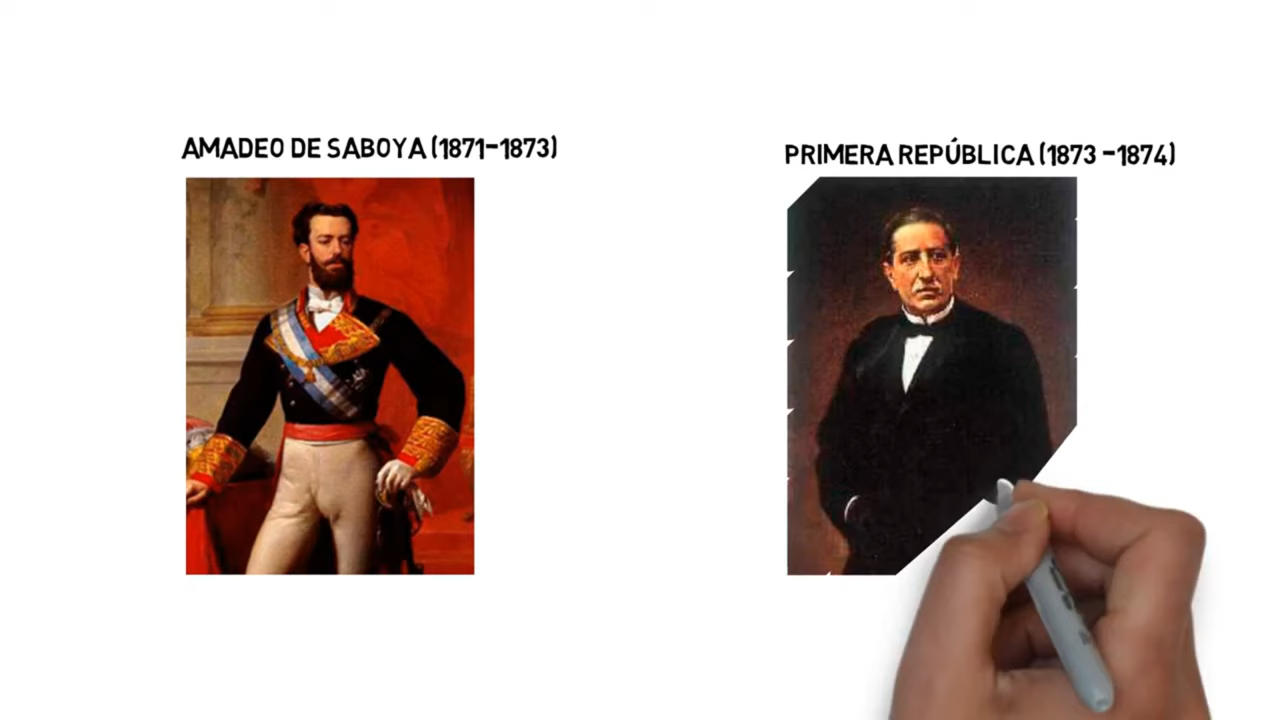 AMADEO DE SABOYA (1871-1873)
PRIMERA REPÚBLICA (1873 -1874)